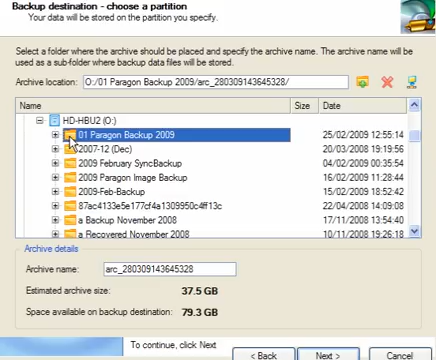 Backup destination - choose a partition
Your data will be stored on the partition you specify.
Select a folder where the archive should be placed and specify the archive name. The archive name will be
used as a sub-folder where backup data files will be stored.
Archive location: O:/01 Paragon Backup 2009/arc_280309143645328/
Name Size Date
HD-HBU2 (O:)
01 Paragon Backup 2009 25/02/2009 12:55:14
2007-12 (Dec) 20/03/2008 19:19:56
2009 February SyncBackup 04/02/2009 00:35:54
2009 Paragon Image Backup 16/02/2009 11:28:44
2009-Feb-Backup 15/02/2009 18:52:42
87ac4133e5e177cf4a1309950c4ff13c 22/04/2008 14:09:08
a Backup November 2008 17/11/2008 13:54:40
a Recovered November 2008 10/11/2008 19:26:18
Archive details
Archive name: arc_280309143645328
Estimated archive size: 37.5 GB
Space available on backup destination: 79.3 GB
To continue, click Next
< Back Next > Cancel